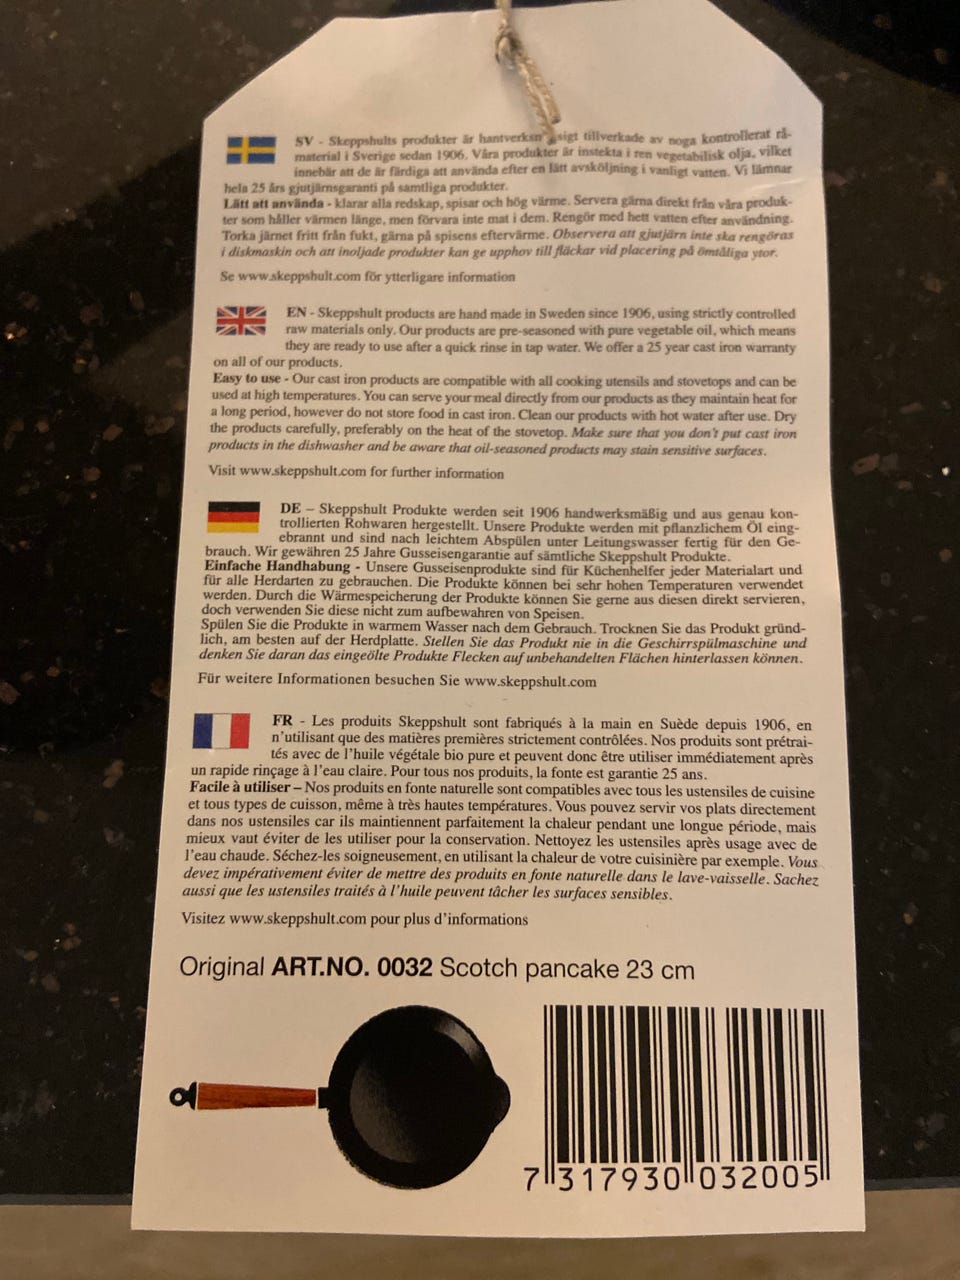 SV - Skeppshults produkter är hantverksmässigt tillverkade av noga kontrollerat rå-
material i Sverige sedan 1906. Våra produkter är instekta i ren vegetabilisk olja, vilket
innebär att de är färdiga att använda efter en lätt avsköljning i vanligt vatten. Vi lämnar
hela 25 års gjutjärnsgaranti på samtliga produkter.
Lätt att använda - klarar alla redskap, spisar och hög värme. Servera gärna direkt från våra produk-
ter som håller värmen länge, men förvara inte mat i dem. Rengör med hett vatten efter användning.
Torka järnet fritt från fukt, gärna på spisens eftervärme. Observera att gjutjärn inte ska rengöras
i diskmaskin och att inoljade produkter kan ge upphov till fläckar vid placering på ömtåliga ytor.
Se www.skeppshult.com för ytterligare information
EN - Skeppshult products are hand made in Sweden since 1906, using strictly controlled
raw materials only. Our products are pre-seasoned with pure vegetable oil, which means
they are ready to use after a quick rinse in tap water. We offer a 25 year cast iron warranty
on all of our products.
Easy to use - Our cast iron products are compatible with all cooking utensils and stovetops and can be
used at high temperatures. You can serve your meal directly from our products as they maintain heat for
a long period, however do not store food in cast iron. Clean our products with hot water after use. Dry
the products carefully, preferably on the heat of the stovetop. Make sure that you don't put cast iron
products in the dishwasher and be aware that oil-seasoned products may stain sensitive surfaces.
Visit www.skeppshult.com for further information
DE – Skeppshult Produkte werden seit 1906 handwerksmäßig und aus genau kon-
trollierten Rohwaren hergestellt. Unsere Produkte werden mit pflanzlichem Öl eing-
ebrannt und sind nach leichtem Abspülen unter Leitungswasser fertig für den Ge-
brauch. Wir gewähren 25 Jahre Gusseisengarantie auf sämtliche Skeppshult Produkte.
Einfache Handhabung - Unsere Gusseisenprodukte sind für Küchenhelfer jeder Materialart und
für alle Herdarten zu gebrauchen. Die Produkte können bei sehr hohen Temperaturen verwendet
werden. Durch die Wärmespeicherung der Produkte können Sie gerne aus diesen direkt servieren,
doch verwenden Sie diese nicht zum aufbewahren von Speisen.
Spülen Sie die Produkte in warmem Wasser nach dem Gebrauch. Trocknen Sie das Produkt gründ-
lich, am besten auf der Herdplatte. Stellen Sie das Produkt nie in die Geschirrspülmaschine und
denken Sie daran das eingeölte Produkte Flecken auf unbehandelten Flächen hinterlassen können.
Für weitere Informationen besuchen Sie www.skeppshult.com
FR - Les produits Skeppshult sont fabriqués à la main en Suède depuis 1906, en
n'utilisant que des matières premières strictement contrôlées. Nos produits sont prétrai-
tés avec de l'huile végétale bio pure et peuvent donc être utiliser immédiatement après
un rapide rinçage à l'eau claire. Pour tous nos produits, la fonte est garantie 25 ans.
Facile à utiliser – Nos produits en fonte naturelle sont compatibles avec tous les ustensiles de cuisine
et tous types de cuisson, même à très hautes températures. Vous pouvez servir vos plats directement
dans nos ustensiles car ils maintiennent parfaitement la chaleur pendant une longue période, mais
mieux vaut éviter de les utiliser pour la conservation. Nettoyez les ustensiles après usage avec de
l'eau chaude. Séchez-les soigneusement, en utilisant la chaleur de votre cuisinière par exemple. Vous
devez impérativement éviter de mettre des produits en fonte naturelle dans le lave-vaisselle. Sachez
aussi que les ustensiles traités à l'huile peuvent tâcher les surfaces sensibles.
Visitez www.skeppshult.com pour plus d'informations
Original ART.NO. 0032 Scotch pancake 23 cm
7 317930 032005